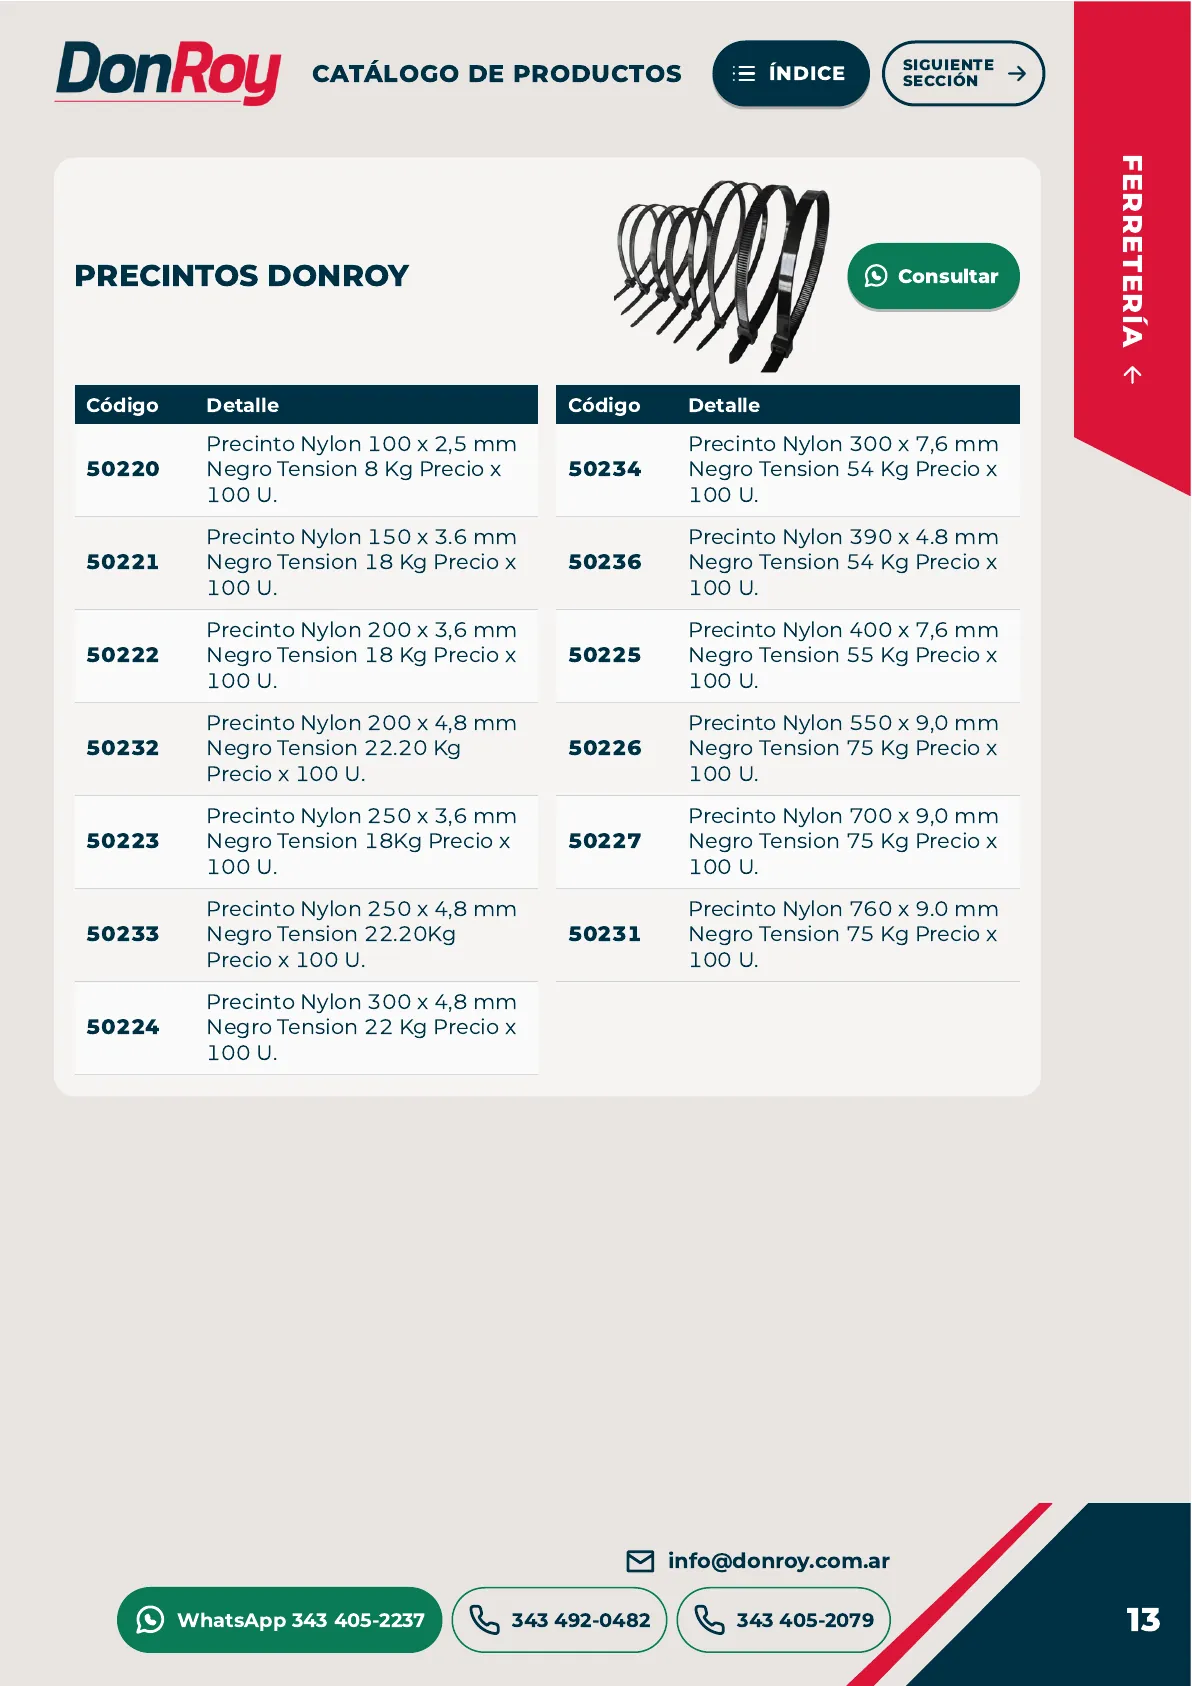 DonRoy
CATÁLOGO DE PRODUCTOS
ÍNDICE
SIGUIENTE
SECCIÓN
FERRETERÍA
PRECINTOS DONROY
Consultar
Código Detalle
50220
Precinto Nylon 100 x 2,5 mm
Negro Tension 8 Kg Precio x
100 U.
50221
Precinto Nylon 150 x 3.6 mm
Negro Tension 18 Kg Precio x
100 U.
50222
Precinto Nylon 200 x 3,6 mm
Negro Tension 18 Kg Precio x
100 U.
50232
Precinto Nylon 200 x 4,8 mm
Negro Tension 22.20 Kg
Precio x 100 U.
50223
Precinto Nylon 250 x 3,6 mm
Negro Tension 18Kg Precio x
100 U.
50233
Precinto Nylon 250 x 4,8 mm
Negro Tension 22.20Kg
Precio x 100 U.
50224
Precinto Nylon 300 x 4,8 mm
Negro Tension 22 Kg Precio x
100 U.
Código Detalle
50234
Precinto Nylon 300 x 7,6 mm
Negro Tension 54 Kg Precio x
100 U.
50236
Precinto Nylon 390 x 4.8 mm
Negro Tension 54 Kg Precio x
100 U.
50225
Precinto Nylon 400 x 7,6 mm
Negro Tension 55 Kg Precio x
100 U.
50226
Precinto Nylon 550 x 9,0 mm
Negro Tension 75 Kg Precio x
100 U.
50227
Precinto Nylon 700 x 9,0 mm
Negro Tension 75 Kg Precio x
100 U.
50231
Precinto Nylon 760 x 9.0 mm
Negro Tension 75 Kg Precio x
100 U.
info@donroy.com.ar
WhatsApp 343 405-2237
343 492-0482
343 405-2079
13